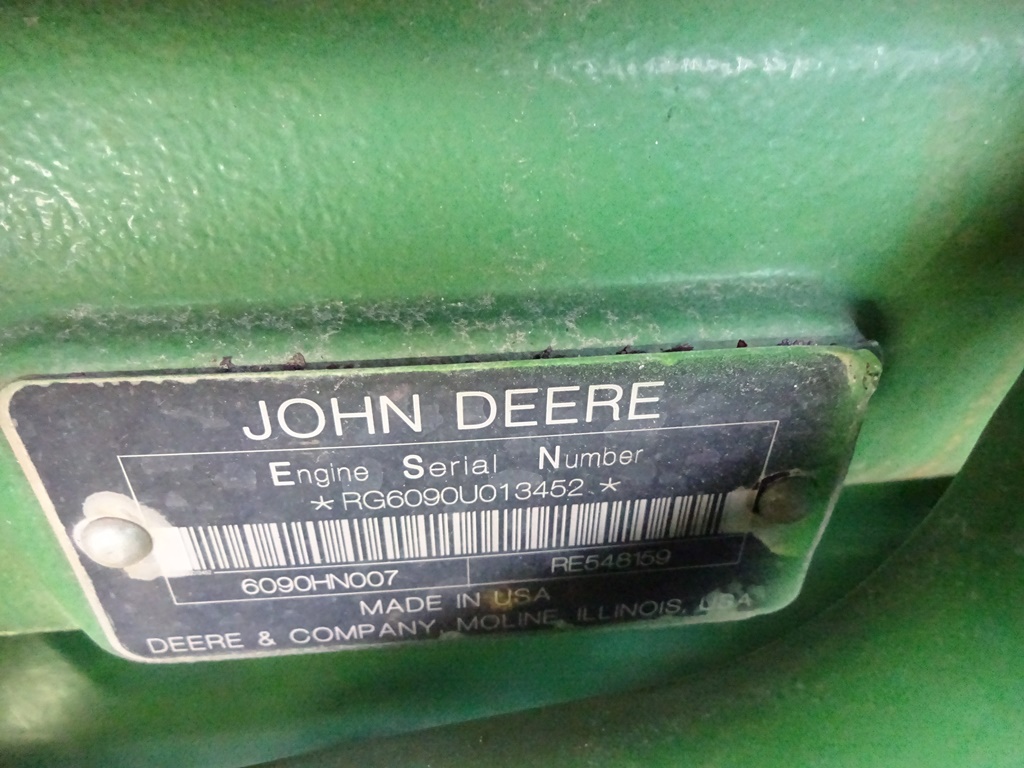 JOHN DEERE
Engine Serial Number
*RG6090U013452*
6090HN007 RE548159
MADE IN USA
DEERE & COMPANY, MOLINE, ILLINOIS, USA